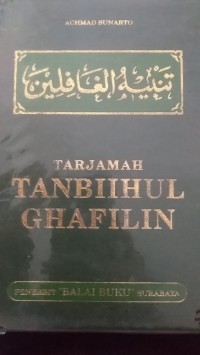 ACHMAD SUNARTO
تنبيه الغافلين
TARJAMAH
TANBIIHUL
GHAFILIN
PENERBIT "BALAI BUKU" SURABAYA